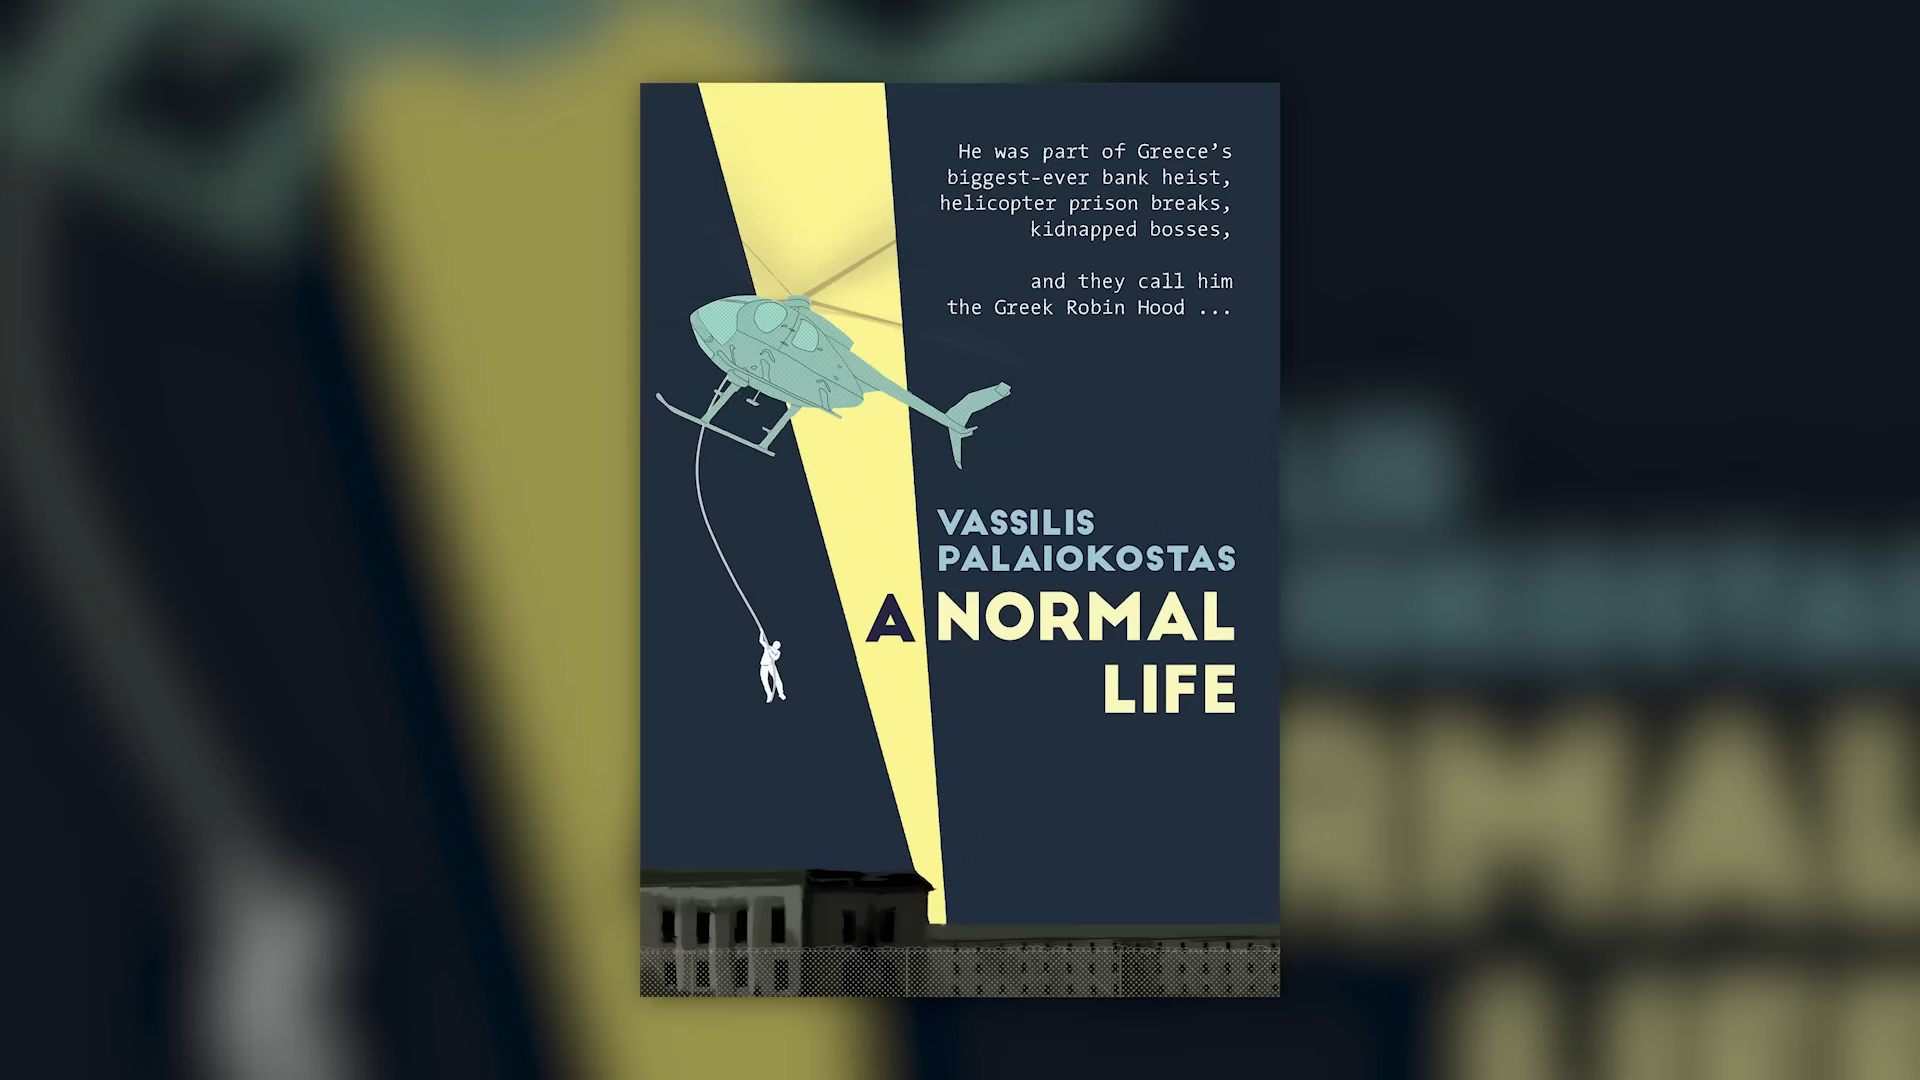 He was part of Greece’s
biggest-ever bank heist,
helicopter prison breaks,
kidnapped bosses,
and they call him
the Greek Robin Hood ...
VASSILIS
PALAIOKOSTAS
A NORMAL
LIFE